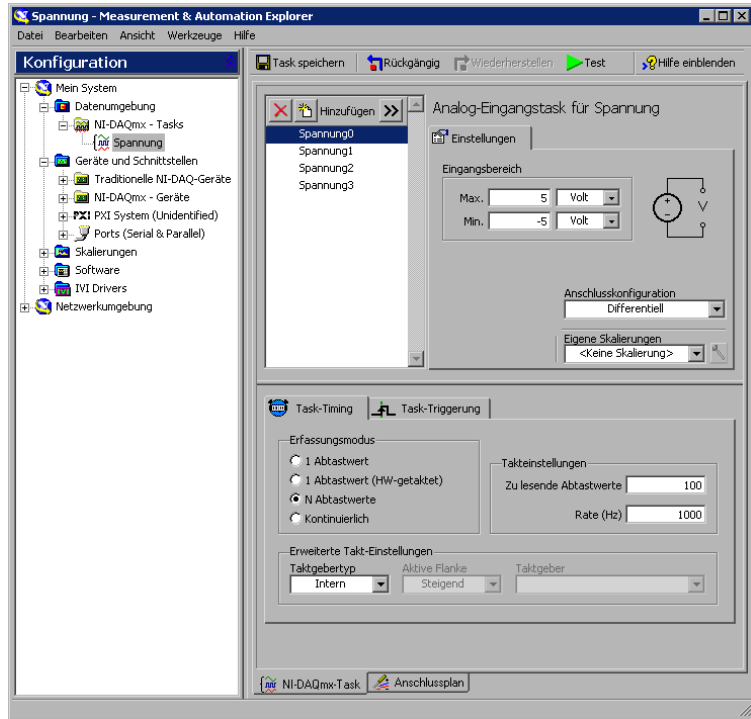 Spannung - Measurement & Automation Explorer
Datei Bearbeiten Ansicht Werkzeuge Hilfe
Konfiguration
Task speichern Rückgängig Wiederherstellen Test Hilfe einblenden
Mein System
Datenumgebung
NI-DAQmx - Tasks
Spannung
Geräte und Schnittstellen
Traditionelle NI-DAQ-Geräte
NI-DAQmx - Geräte
PXI PXI System (Unidentified)
Ports (Serial & Parallel)
Skalierungen
Software
IVI Drivers
Netzwerkumgebung
Hinzufügen
Spannung0
Spannung1
Spannung2
Spannung3
Analog-Eingangstask für Spannung
Einstellungen
Eingangsbereich
Max. 5 Volt
Min. -5 Volt
V
Anschlusskonfiguration
Differentiell
Eigene Skalierungen
<Keine Skalierung>
Task-Timing Task-Triggerung
Erfassungsmodus
1 Abtastwert
1 Abtastwert (HW-getaktet)
N Abtastwerte
Kontinuierlich
Takteinstellungen
Zu lesende Abtastwerte 100
Rate (Hz) 1000
Erweiterte Takt-Einstellungen
Taktgebertyp Aktive Flanke Taktgeber
Intern Steigend
NI-DAQmx-Task Anschlussplan